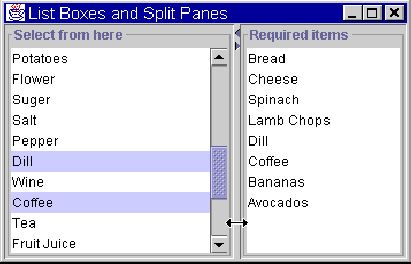 List Boxes and Split Panes
Select from here
Potatoes
Flower
Suger
Salt
Pepper
Dill
Wine
Coffee
Tea
Fruit Juice
Required items
Bread
Cheese
Spinach
Lamb Chops
Dill
Coffee
Bananas
Avocados